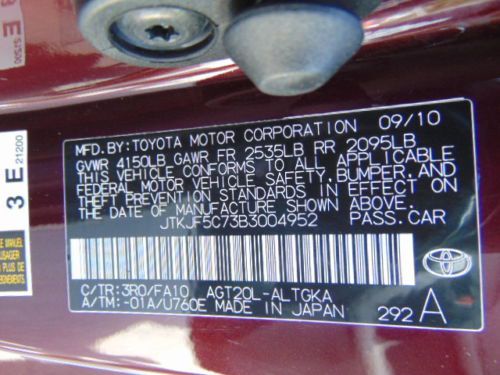 MFD.BY:TOYOTA MOTOR CORPORATION 09/10
GVWR 4150LB GAWR FR 2535LB RR 2095LB
THIS VEHICLE CONFORMS TO ALL APPLICABLE
FEDERAL MOTOR VEHICLE SAFETY,BUMPER,AND
THEFT PREVENTION STANDARDS IN EFFECT ON
THE DATE OF MANUFACTURE SHOWN ABOVE.
JTKJF5C73B3004952 PASS.CAR
TOYOTA
C/TR:3R0/FA10 AGT20L-ALTGKA
A/TM:-01A/U760E MADE IN JAPAN 292 A
3 E
21200